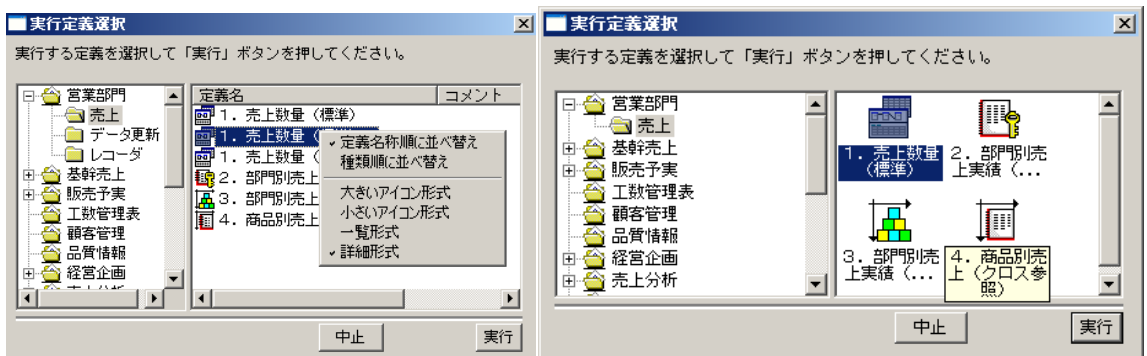 実行定義選択
実行する定義を選択して「実行」ボタンを押してください。
営業部門
売上
データ更新
レコーダ
基幹売上
販売予実
工数管理表
顧客管理
品質情報
経営企画
定義名
コメント
1．売上数量（標準）
1．売上数量（
1．売上数量（
2．部門別売上
3．部門別売上
4．商品別売上
定義名称順に並べ替え
種類順に並べ替え
大きいアイコン形式
小さいアイコン形式
一覧形式
詳細形式
中止
実行
実行定義選択
実行する定義を選択して「実行」ボタンを押してください。
営業部門
売上
基幹売上
販売予実
工数管理表
顧客管理
品質情報
経営企画
売上分析
1．売上数量
（標準）
2．部門別売
上実績（...
3．部門別売
上実績（...
4．商品別売
上（クロス参
照）
中止
実行